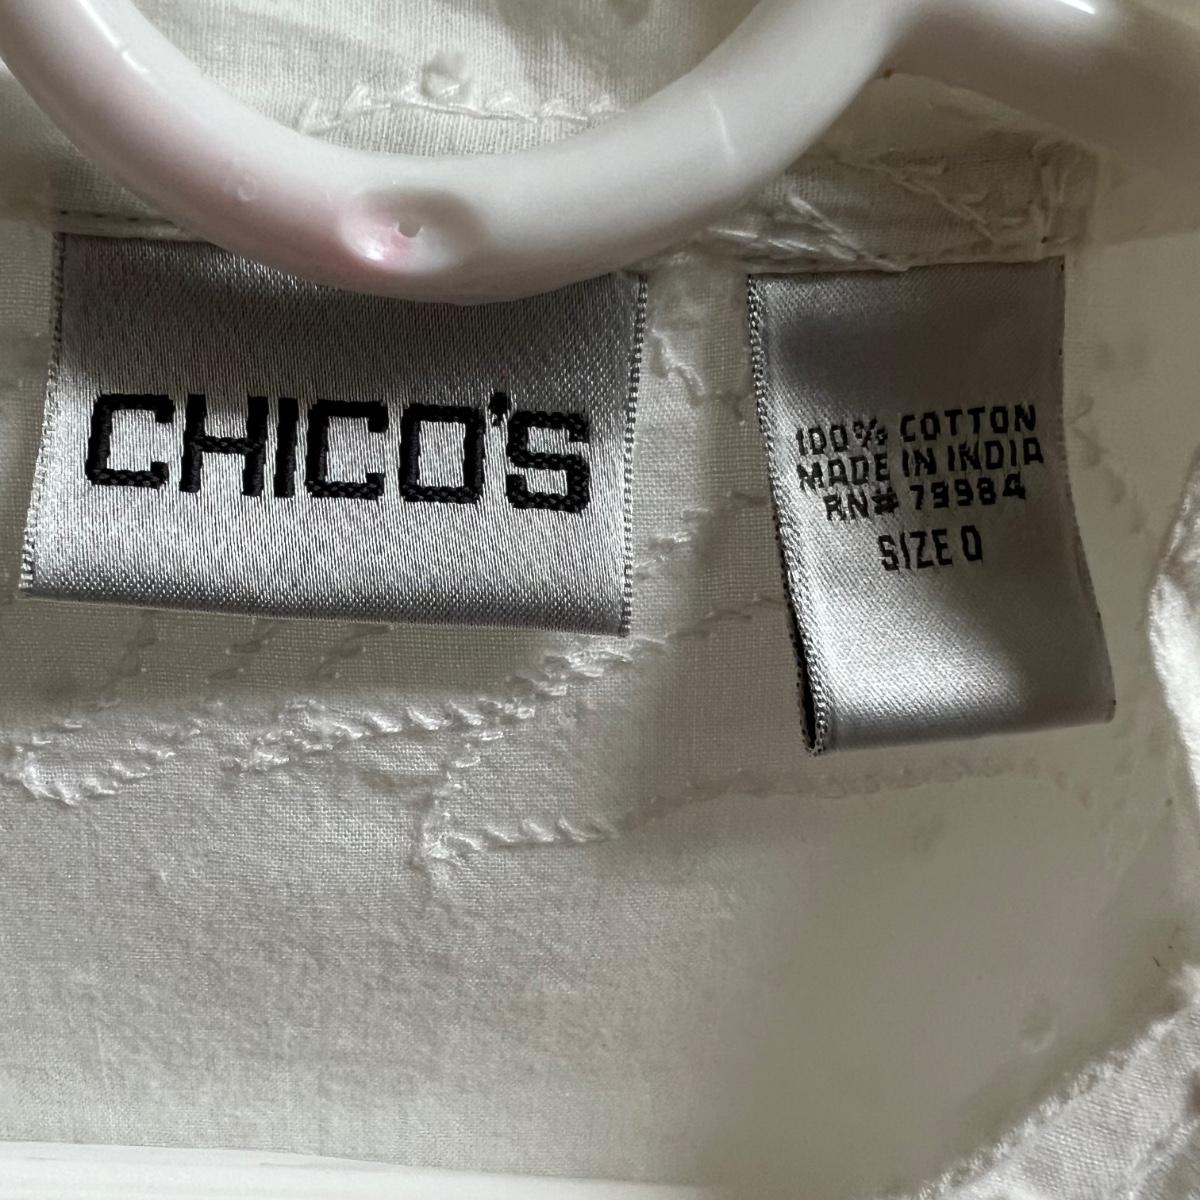 CHICO'S
100% COTTON
MADE IN INDIA
RN# 79984
SIZE 0